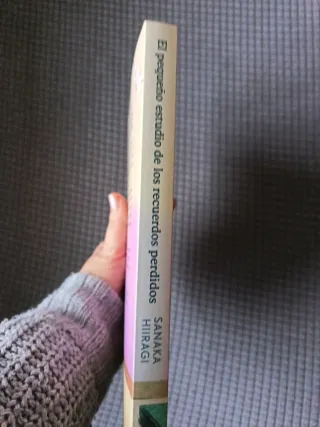 El pequeño estudio de los recuerdos perdidos
SANAKA
HIIRAGI